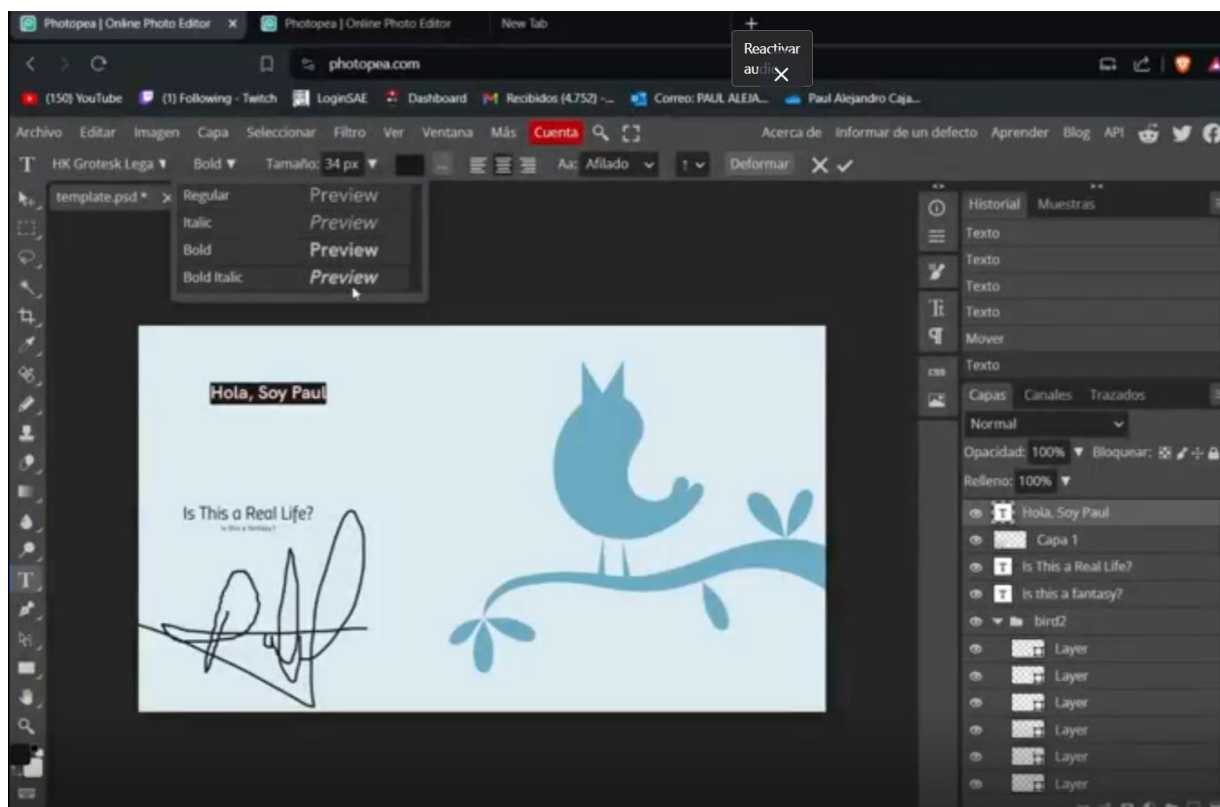 Photopea | Online Photo Editor
Photopea | Online Photo Editor
New Tab
Reactivar
photopea.com
(150) YouTube (1) Following - Twitch LoginSAE Dashboard Recibidos (4.752) -... Correo: PAUL ALEJA... Paul Alejandro Caja...
Archivo Editar Imagen Capa Seleccionar Filtro Ver Ventana Más Cuenta Acerca de Informar de un defecto Aprender Blog API
HK Grotesk Lega Bold Tamaño: 34 px ... Aa: Afilado Deformar
template.psd *
Regular Preview
Italic Preview
Bold Preview
Bold Italic Preview
Historial Muestras
Texto
Texto
Texto
Texto
Mover
Texto
CSS
Capas Canales Trazados
Normal
Opacidad: 100% Bloquear:
Relleno: 100%
Hola, Soy Paul
Capa 1
Is This a Real Life?
is this a fantasy?
bird2
Layer
Layer
Layer
Layer
Layer
Layer
Hola, Soy Paul
Is This a Real Life?
is this a fantasy?
Paul